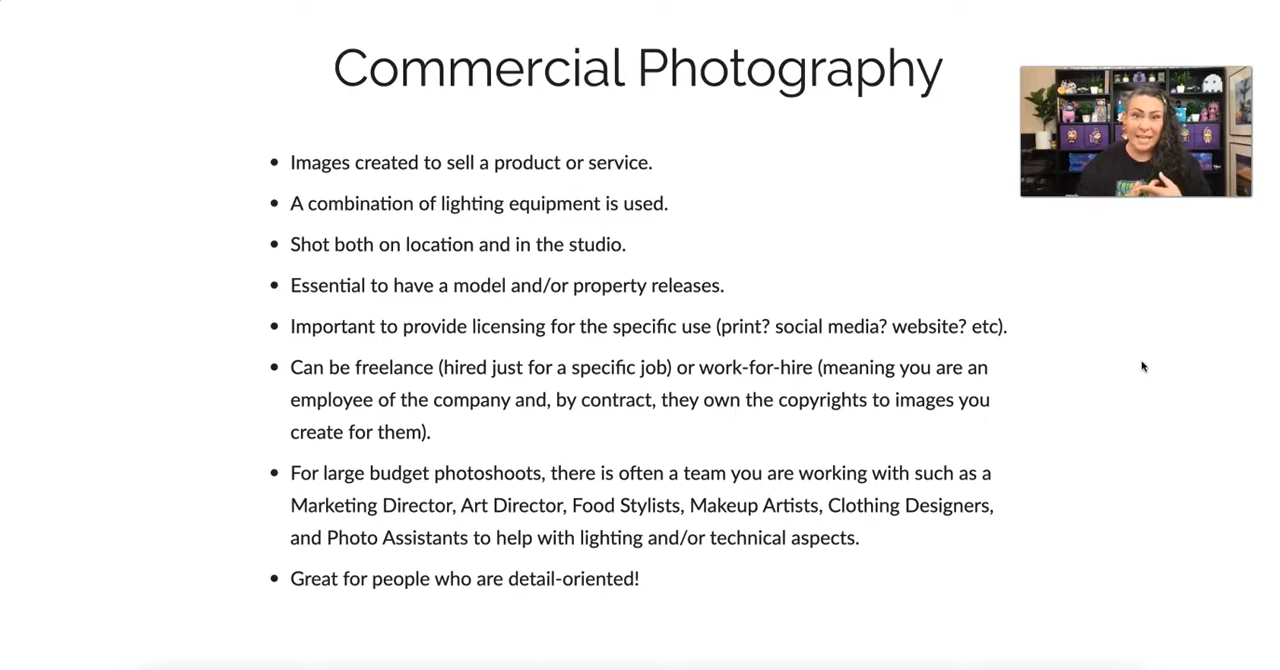 Commercial Photography
• Images created to sell a product or service.
• A combination of lighting equipment is used.
• Shot both on location and in the studio.
• Essential to have a model and/or property releases.
• Important to provide licensing for the specific use (print? social media? website? etc).
• Can be freelance (hired just for a specific job) or work-for-hire (meaning you are an
employee of the company and, by contract, they own the copyrights to images you
create for them).
• For large budget photoshoots, there is often a team you are working with such as a
Marketing Director, Art Director, Food Stylists, Makeup Artists, Clothing Designers,
and Photo Assistants to help with lighting and/or technical aspects.
• Great for people who are detail-oriented!